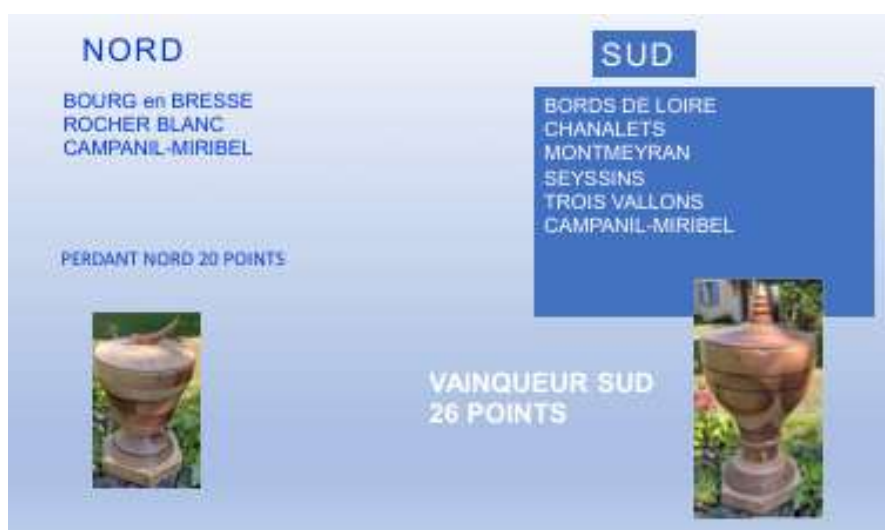 NORD
BOURG en BRESSE
ROCHER BLANC
CAMPANIL-MIRIBEL
PERDANT NORD 20 POINTS
SUD
BORDS DE LOIRE
CHANALETS
MONTMEYRAN
SEYSSINS
TROIS VALLONS
CAMPANIL-MIRIBEL
VAINQUEUR SUD
26 POINTS